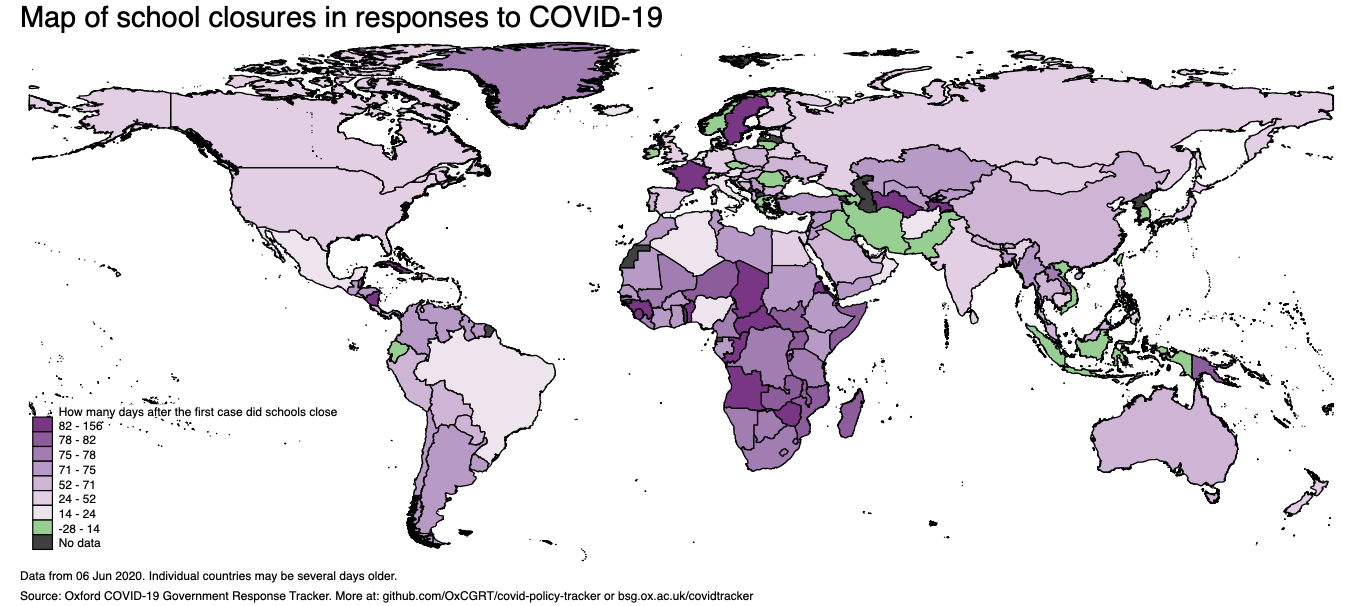 Map of school closures in responses to COVID-19
How many days after the first case did schools close
82 - 156
78 - 82
75 - 78
71 - 75
52 - 71
24 - 52
14 - 24
-28 - 14
No data
Data from 06 Jun 2020. Individual countries may be several days older.
Source: Oxford COVID-19 Government Response Tracker. More at: github.com/OxCGRT/covid-policy-tracker or bsg.ox.ac.uk/covidtracker